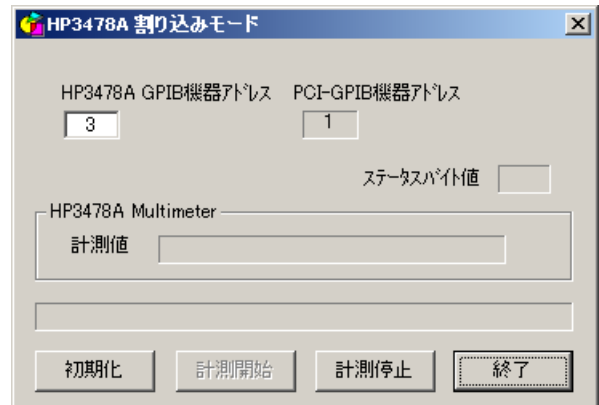 HP3478A 割り込みモード
HP3478A GPIB機器アドレス PCI-GPIB機器アドレス
3 1
ステータスバイト値
HP3478A Multimeter
計測値
初期化 計測開始 計測停止 終了